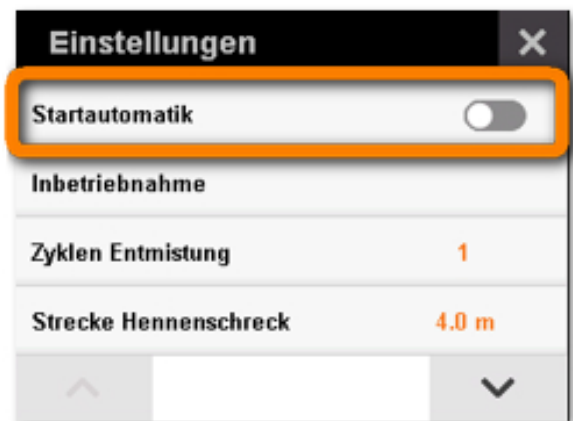 Einstellungen
Startautomatik
Inbetriebnahme
Zyklen Entmistung 1
Strecke Hennenschreck 4.0 m